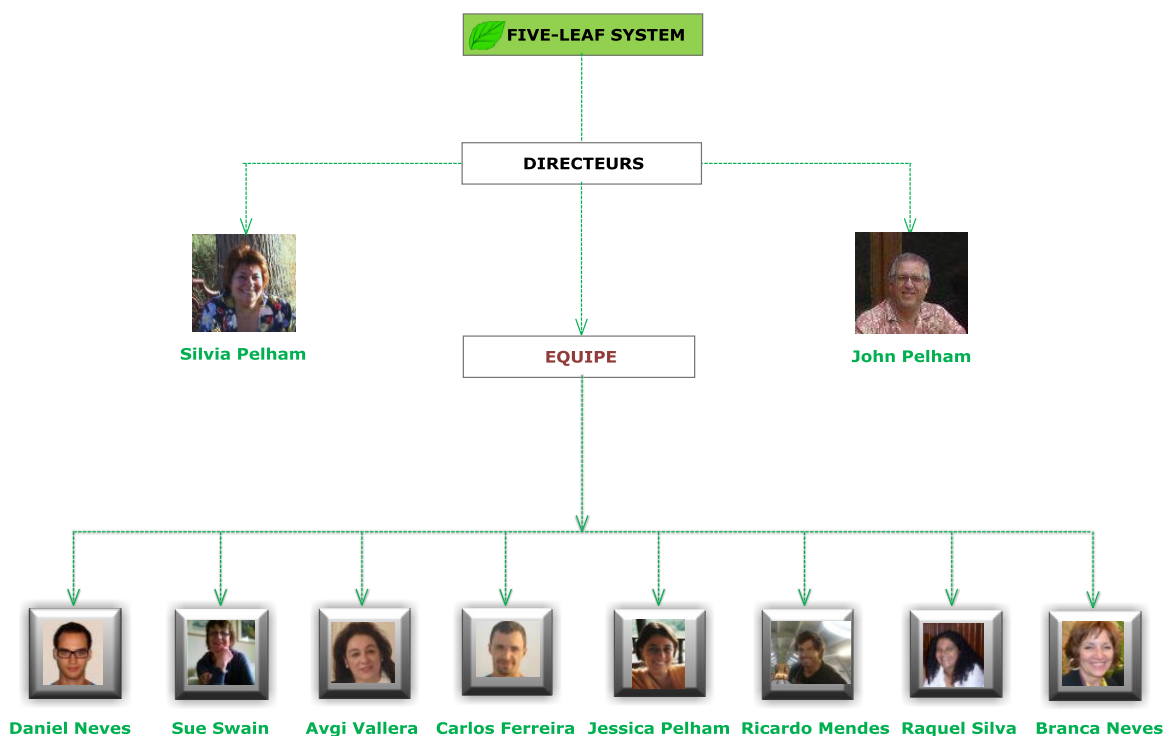 FIVE-LEAF SYSTEM
DIRECTEURS
Silvia Pelham
John Pelham
EQUIPE
Daniel Neves
Sue Swain
Avgi Vallera
Carlos Ferreira
Jessica Pelham
Ricardo Mendes
Raquel Silva
Branca Neves